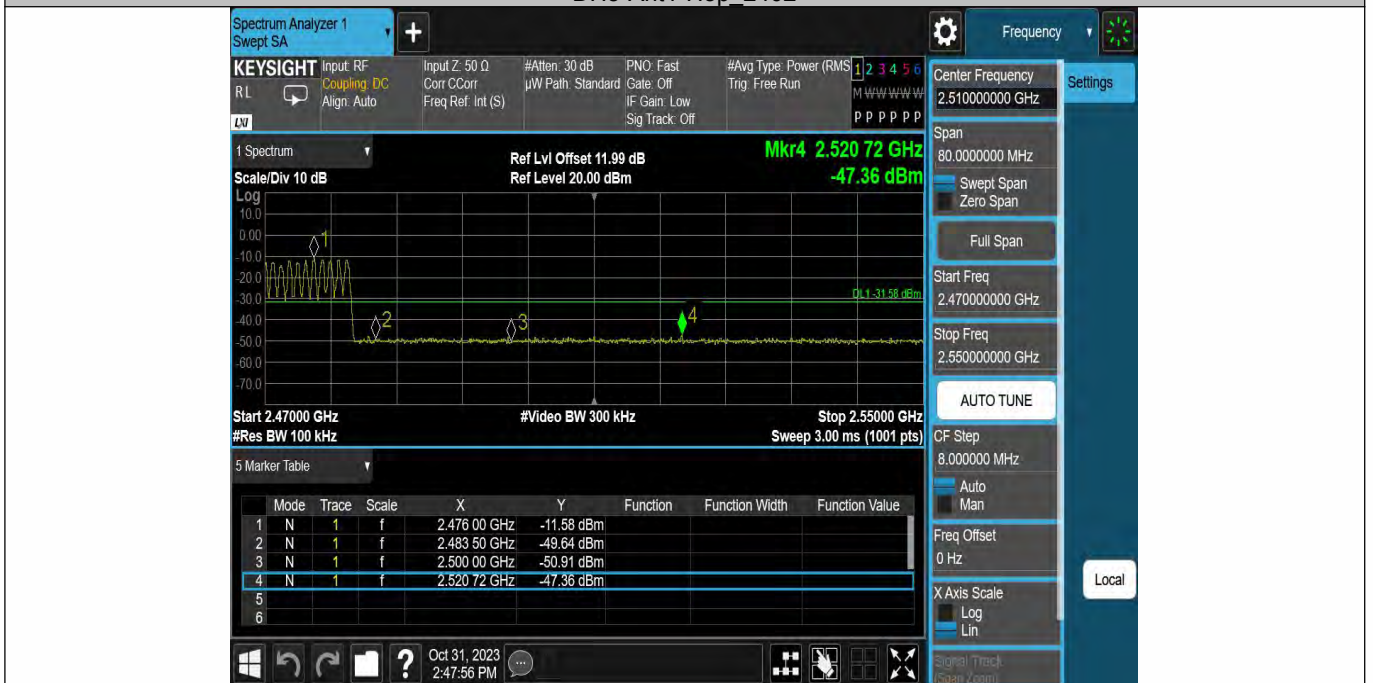 Spectrum Analyzer 1
Swept SA
+
Frequency
KEYSIGHT
RL
LXI
Input: RF
Coupling: DC
Align: Auto
Input Z: 50 Ω
Corr CCorr
Freq Ref: Int (S)
#Atten: 30 dB
µW Path: Standard
PNO: Fast
Gate: Off
IF Gain: Low
Sig Track: Off
#Avg Type: Power (RMS
Trig: Free Run
1 2 3 4 5 6
M W W W W W
P P P P P P
1 Spectrum
Scale/Div 10 dB
Ref Lvl Offset 11.99 dB
Ref Level 20.00 dBm
Mkr4 2.520 72 GHz
-47.36 dBm
Log
10.0
0.00
-10.0
-20.0
-30.0
-40.0
-50.0
-60.0
-70.0
1
2
3
4
DL1 -31.58 dBm
Start 2.47000 GHz
#Video BW 300 kHz
Stop 2.55000 GHz
#Res BW 100 kHz
Sweep 3.00 ms (1001 pts)
5 Marker Table
Mode Trace Scale X Y Function Function Width Function Value
1 N 1 f 2.476 00 GHz -11.58 dBm
2 N 1 f 2.483 50 GHz -49.64 dBm
3 N 1 f 2.500 00 GHz -50.91 dBm
4 N 1 f 2.520 72 GHz -47.36 dBm
5
6
?
Oct 31, 2023
2:47:56 PM
Center Frequency
2.510000000 GHz
Settings
Span
80.0000000 MHz
Swept Span
Zero Span
Full Span
Start Freq
2.470000000 GHz
Stop Freq
2.550000000 GHz
AUTO TUNE
CF Step
8.000000 MHz
Auto
Man
Freq Offset
0 Hz
X Axis Scale
Log
Lin
Local
Signal Track
(Span Zoom)